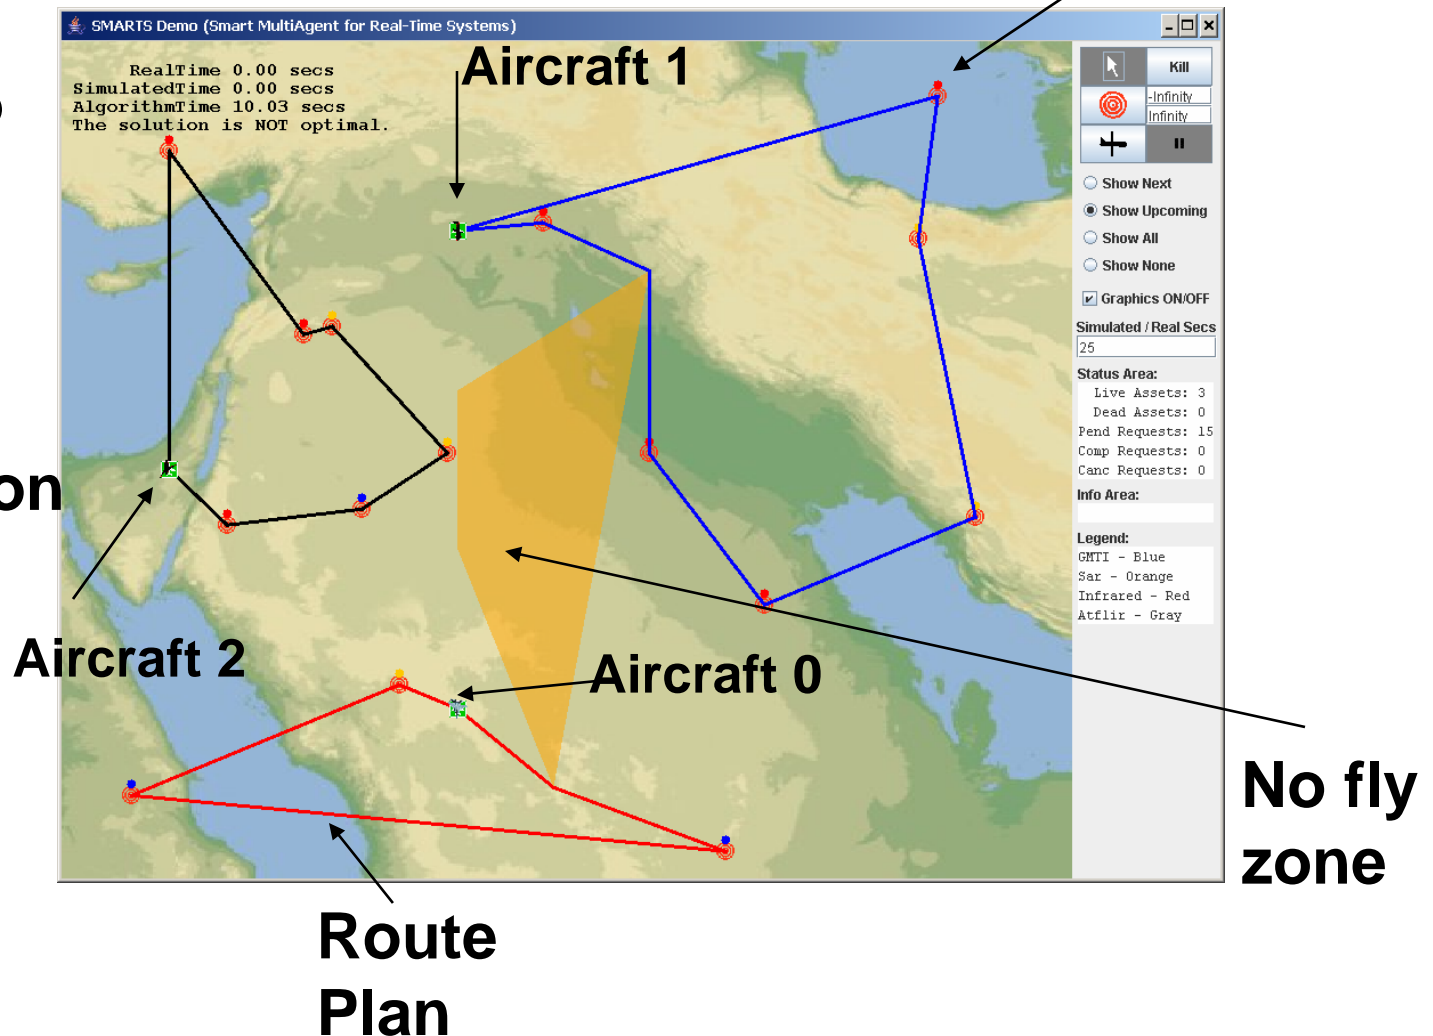 SMARTS Demo (Smart MultiAgent for Real-Time Systems)
RealTime 0.00 secs
SimulatedTime 0.00 secs
AlgorithmTime 10.03 secs
The solution is NOT optimal.
Aircraft 1
Kill
-Infinity
Infinity
Show Next
Show Upcoming
Show All
Show None
Graphics ON/OFF
Simulated / Real Secs
25
Status Area:
Live Assets: 3
Dead Assets: 0
Pend Requests: 15
Comp Requests: 0
Canc Requests: 0
Info Area:
Legend:
GMTI - Blue
Sar - Orange
Infrared - Red
Atflir - Gray
on
Aircraft 2
Aircraft 0
No fly
zone
Route
Plan